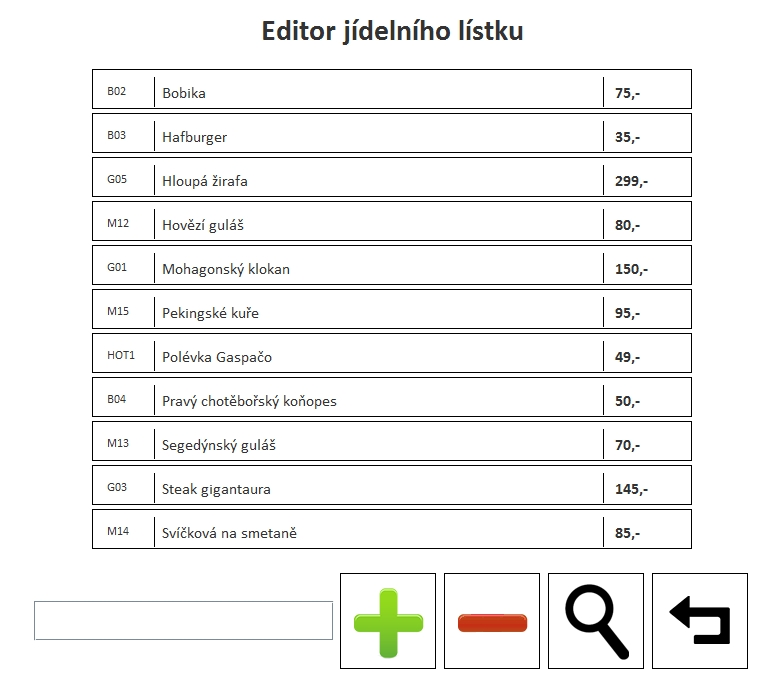 Editor jídelního lístku
B02 Bobika 75,-
B03 Hafburger 35,-
G05 Hloupá žirafa 299,-
M12 Hovězí guláš 80,-
G01 Mohagonský klokan 150,-
M15 Pekingské kuře 95,-
HOT1 Polévka Gaspačo 49,-
B04 Pravý chotěbořský koňopes 50,-
M13 Segedýnský guláš 70,-
G03 Steak gigantaura 145,-
M14 Svíčková na smetaně 85,-